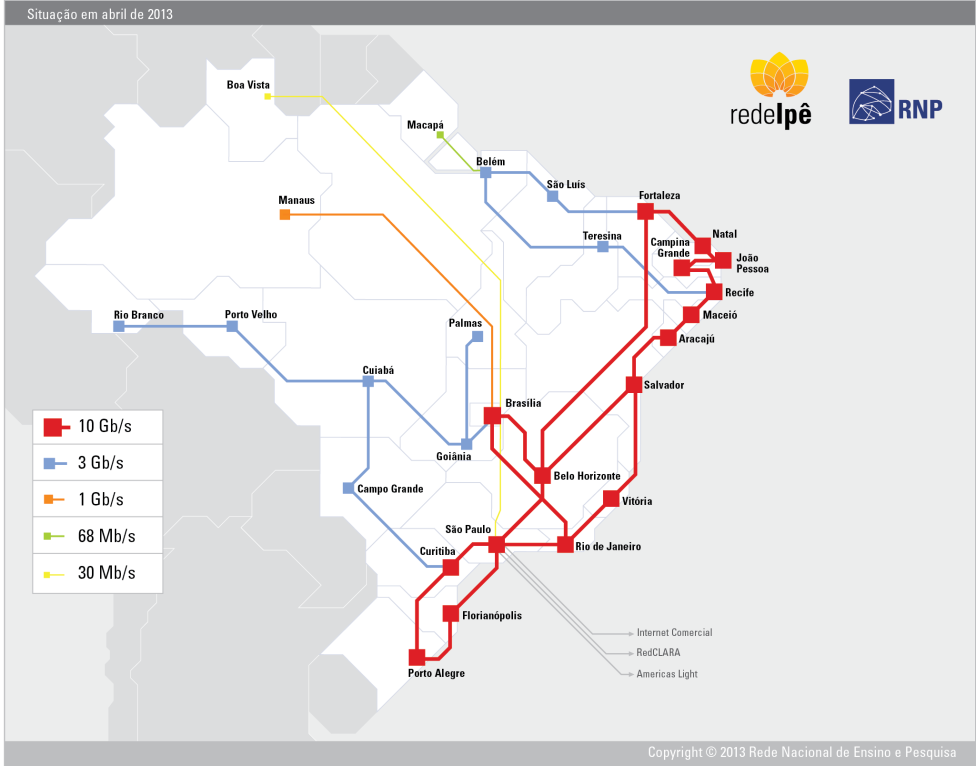 Situação em abril de 2013
redeIpê
RNP
Boa Vista
Macapá
Belém
São Luís
Fortaleza
Manaus
Natal
Teresina
Campina
Grande
João
Pessoa
Recife
Rio Branco
Porto Velho
Palmas
Maceió
Aracajú
Cuiabá
Salvador
Brasília
10 Gb/s
3 Gb/s
1 Gb/s
68 Mb/s
30 Mb/s
Goiânia
Belo Horizonte
Campo Grande
Vitória
São Paulo
Rio de Janeiro
Curitiba
Florianópolis
Porto Alegre
Internet Comercial
RedCLARA
Americas Light
Copyright © 2013 Rede Nacional de Ensino e Pesquisa